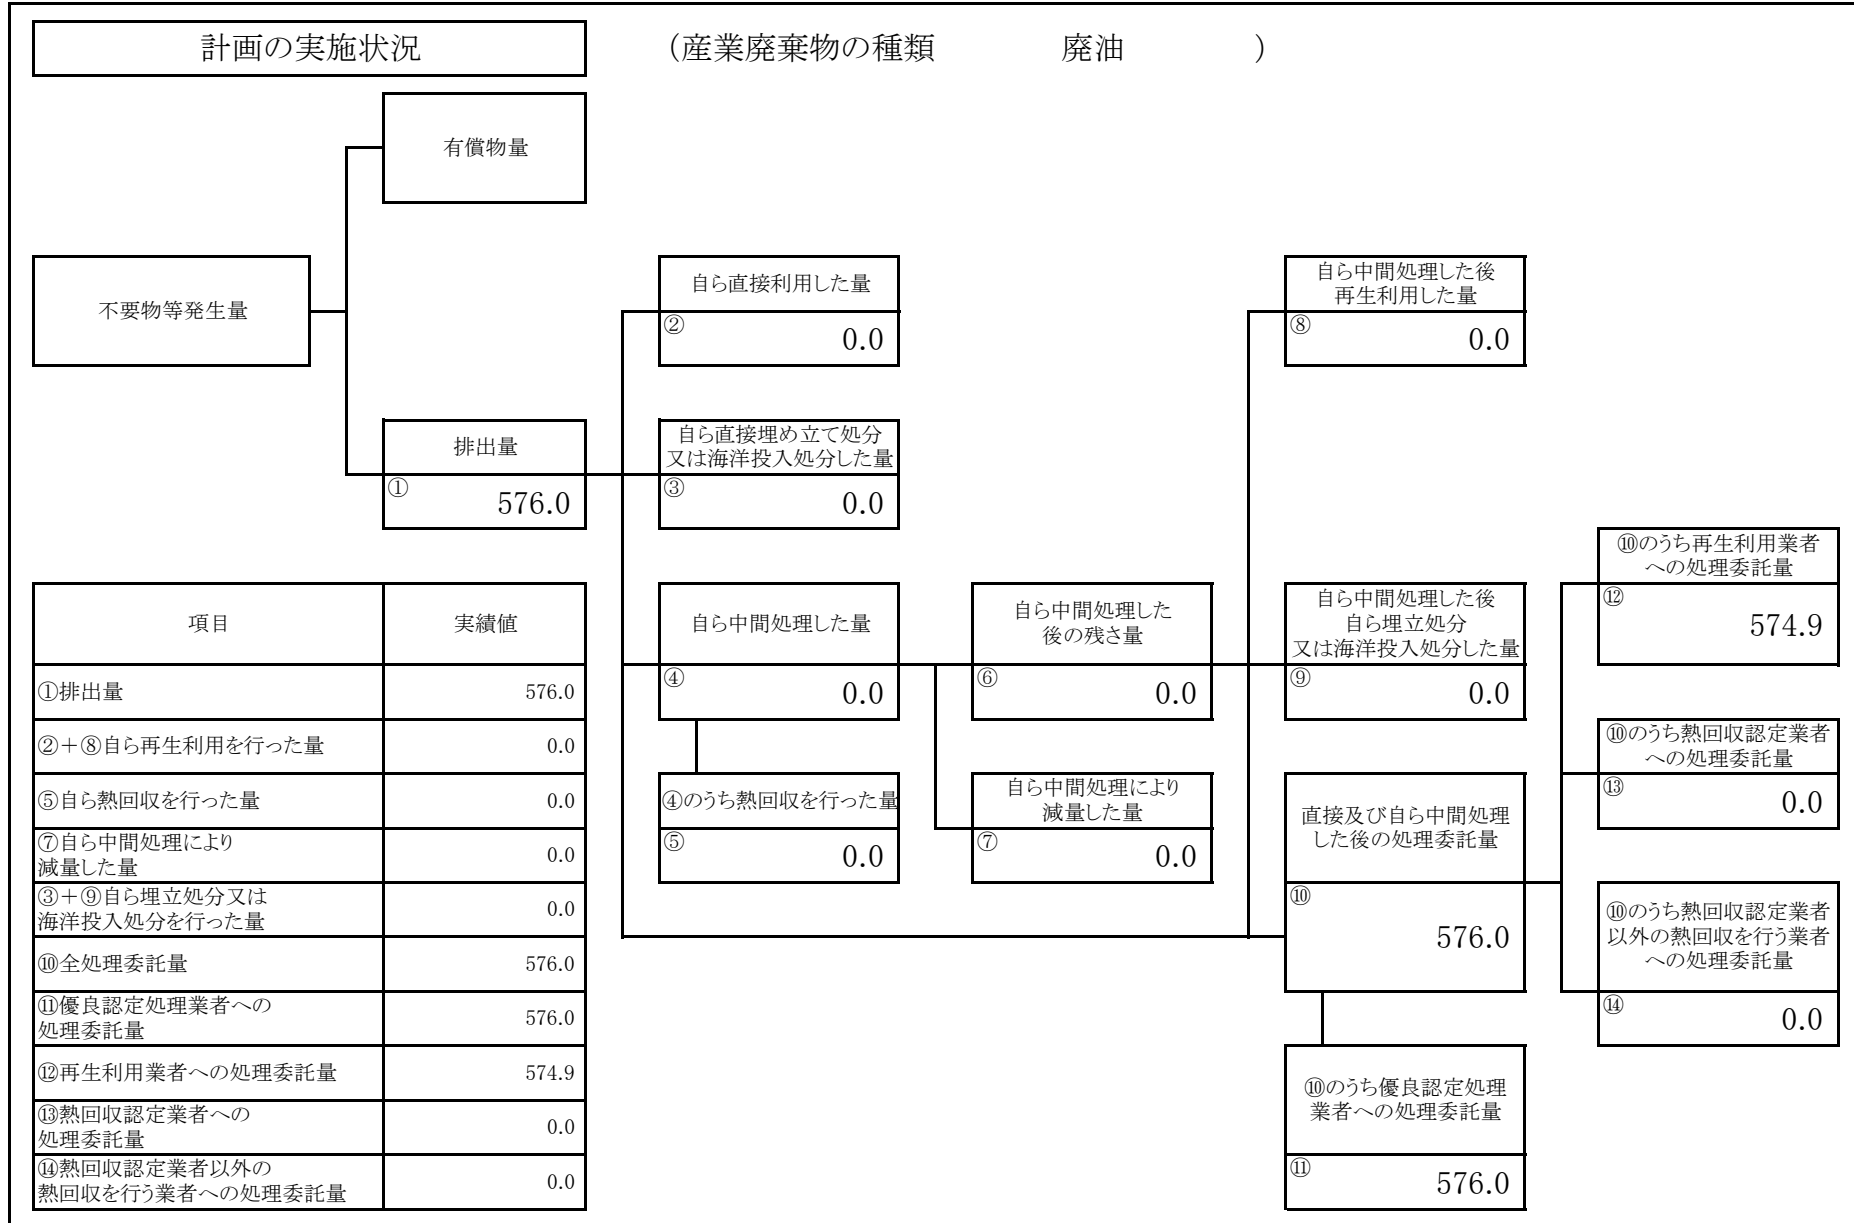 計画の実施状況
（産業廃棄物の種類　廃油　）
有償物量
不要物等発生量
自ら直接利用した量
②
0.0
自ら中間処理した後
再生利用した量
⑧
0.0
排出量
①
576.0
自ら直接埋め立て処分
又は海洋投入処分した量
③
0.0
⑩のうち再生利用業者
への処理委託量
⑫
574.9
自ら中間処理した量
④
0.0
自ら中間処理した
後の残さ量
⑥
0.0
自ら中間処理した後
自ら埋立処分
又は海洋投入処分した量
⑨
0.0
⑩のうち熱回収認定業者
への処理委託量
⑬
0.0
④のうち熱回収を行った量
⑤
0.0
自ら中間処理により
減量した量
⑦
0.0
直接及び自ら中間処理
した後の処理委託量
⑩
576.0
⑩のうち熱回収認定業者
以外の熱回収を行う業者
への処理委託量
⑭
0.0
⑩のうち優良認定処理
業者への処理委託量
⑪
576.0
項目 実績値
①排出量 576.0
②＋⑧自ら再生利用を行った量 0.0
⑤自ら熱回収を行った量 0.0
⑦自ら中間処理により
減量した量 0.0
③＋⑨自ら埋立処分又は
海洋投入処分を行った量 0.0
⑩全処理委託量 576.0
⑪優良認定処理業者への
処理委託量 576.0
⑫再生利用業者への処理委託量 574.9
⑬熱回収認定業者への
処理委託量 0.0
⑭熱回収認定業者以外の
熱回収を行う業者への処理委託量 0.0